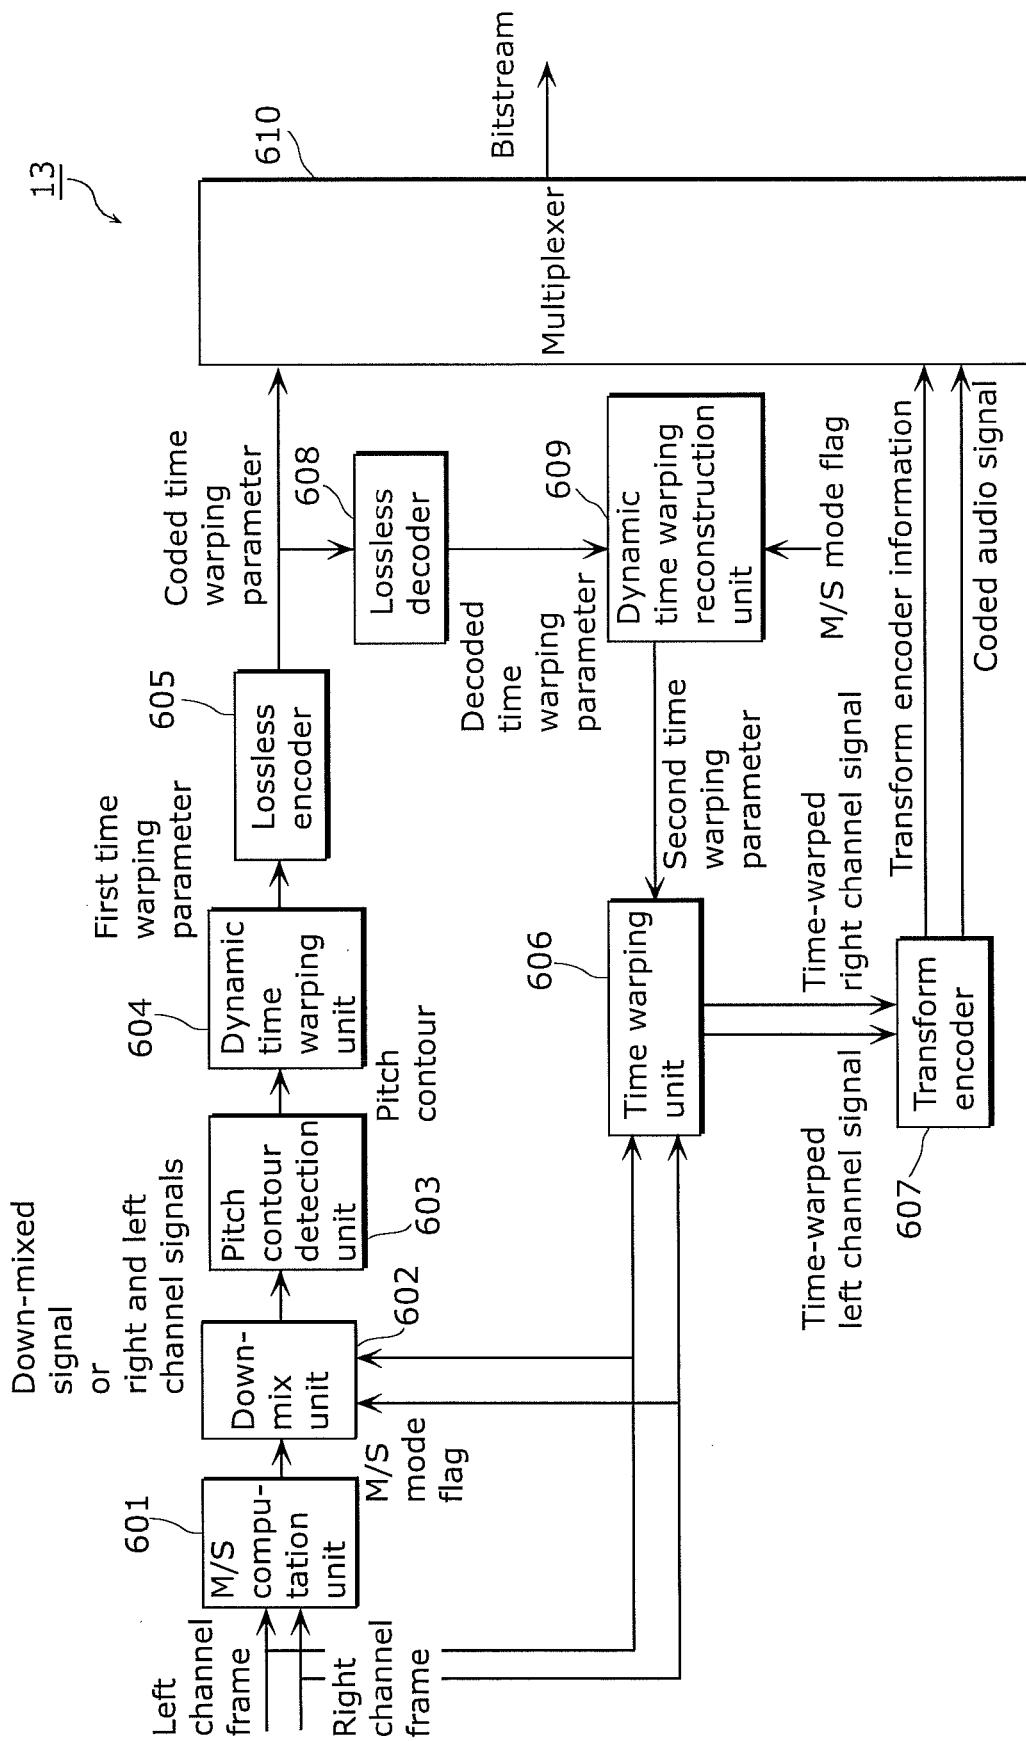 13
Down-mixed
signal
or
right and left
channel signals
First time
warping
parameter
Coded time
warping
parameter
601
604
605
608
610
Left
channel
frame
Right
channel
frame
M/S
compu-
tation
unit
M/S
mode
flag
Down-
mix
unit
602
Pitch
contour
detection
unit
603
Pitch
contour
Dynamic
time
warping
unit
Lossless
encoder
Lossless
decoder
Decoded
time
warping
parameter
609
Dynamic
time warping
reconstruction
unit
M/S mode flag
Second time
warping
parameter
606
Time warping
unit
Time-warped
left channel signal
Time-warped
right channel signal
607
Transform
encoder
Transform encoder information
Coded audio signal
Multiplexer
Bitstream